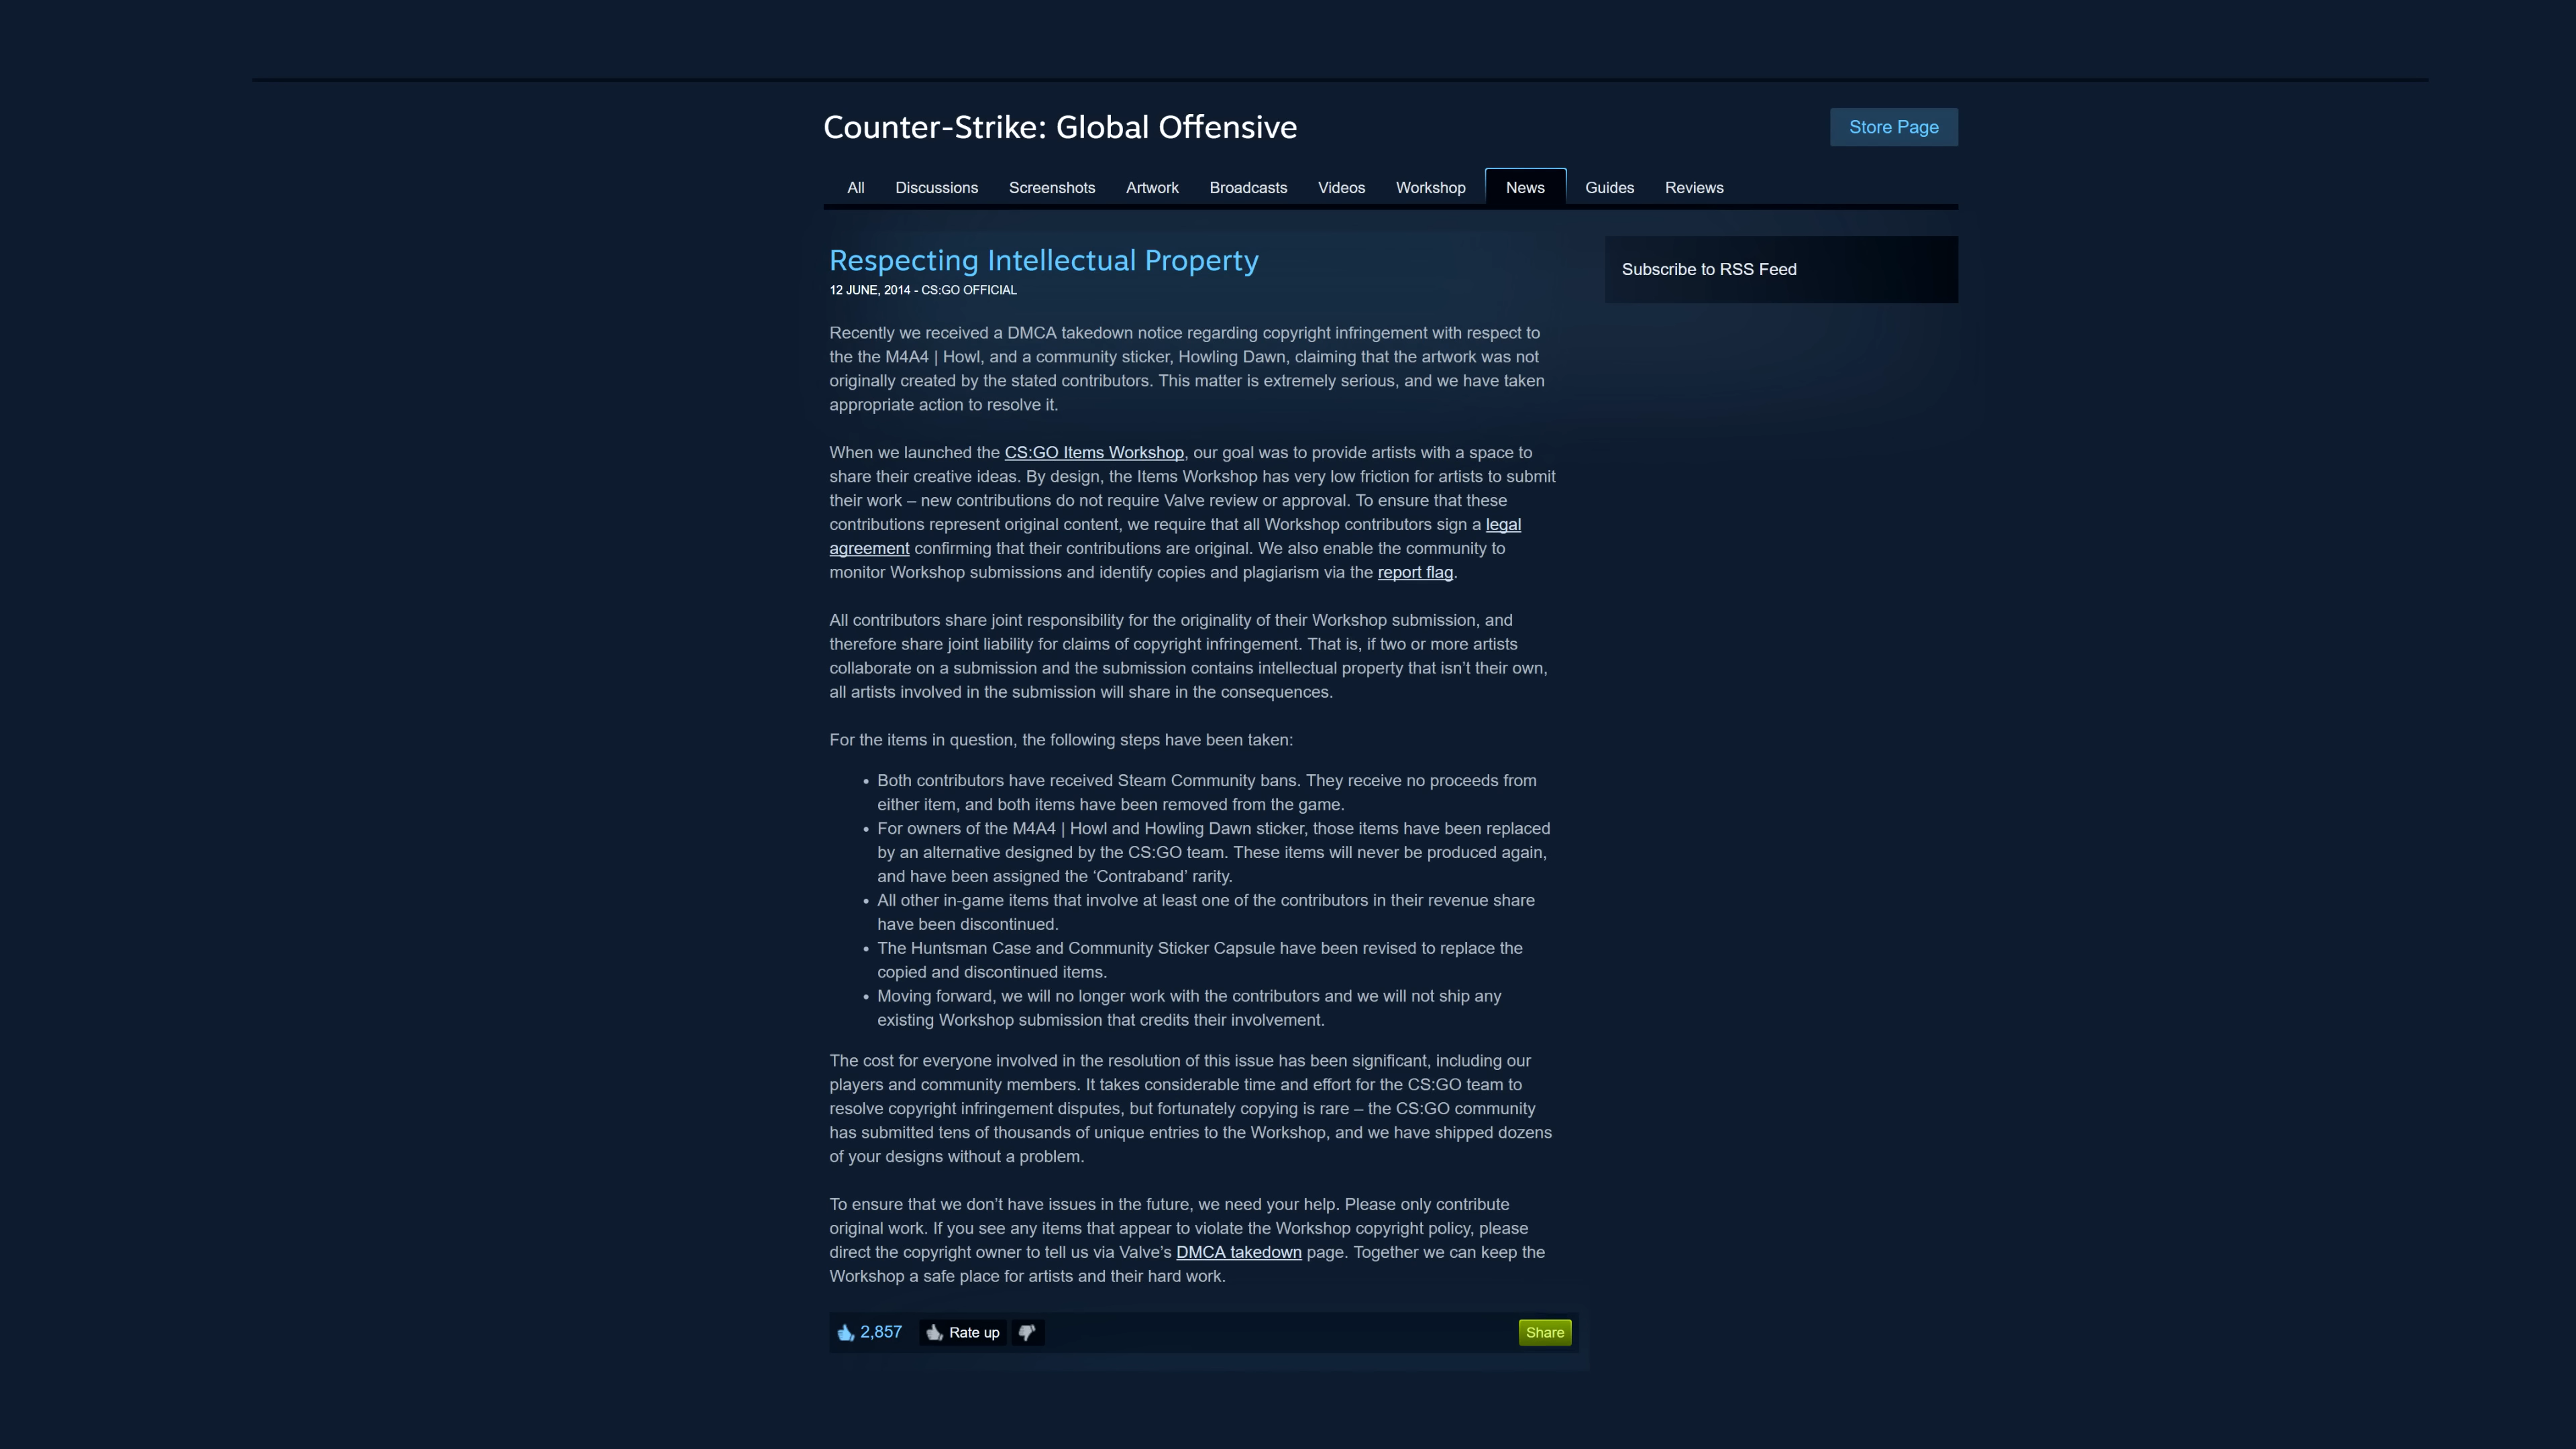 Counter-Strike: Global Offensive
Store Page
All Discussions Screenshots Artwork Broadcasts Videos Workshop News Guides Reviews
Respecting Intellectual Property
12 JUNE, 2014 - CS:GO OFFICIAL
Subscribe to RSS Feed
Recently we received a DMCA takedown notice regarding copyright infringement with respect to
the the M4A4 | Howl, and a community sticker, Howling Dawn, claiming that the artwork was not
originally created by the stated contributors. This matter is extremely serious, and we have taken
appropriate action to resolve it.
When we launched the CS:GO Items Workshop, our goal was to provide artists with a space to
share their creative ideas. By design, the Items Workshop has very low friction for artists to submit
their work – new contributions do not require Valve review or approval. To ensure that these
contributions represent original content, we require that all Workshop contributors sign a legal
agreement confirming that their contributions are original. We also enable the community to
monitor Workshop submissions and identify copies and plagiarism via the report flag.
All contributors share joint responsibility for the originality of their Workshop submission, and
therefore share joint liability for claims of copyright infringement. That is, if two or more artists
collaborate on a submission and the submission contains intellectual property that isn’t their own,
all artists involved in the submission will share in the consequences.
For the items in question, the following steps have been taken:
• Both contributors have received Steam Community bans. They receive no proceeds from
either item, and both items have been removed from the game.
• For owners of the M4A4 | Howl and Howling Dawn sticker, those items have been replaced
by an alternative designed by the CS:GO team. These items will never be produced again,
and have been assigned the ‘Contraband’ rarity.
• All other in-game items that involve at least one of the contributors in their revenue share
have been discontinued.
• The Huntsman Case and Community Sticker Capsule have been revised to replace the
copied and discontinued items.
• Moving forward, we will no longer work with the contributors and we will not ship any
existing Workshop submission that credits their involvement.
The cost for everyone involved in the resolution of this issue has been significant, including our
players and community members. It takes considerable time and effort for the CS:GO team to
resolve copyright infringement disputes, but fortunately copying is rare – the CS:GO community
has submitted tens of thousands of unique entries to the Workshop, and we have shipped dozens
of your designs without a problem.
To ensure that we don’t have issues in the future, we need your help. Please only contribute
original work. If you see any items that appear to violate the Workshop copyright policy, please
direct the copyright owner to tell us via Valve’s DMCA takedown page. Together we can keep the
Workshop a safe place for artists and their hard work.
2,857 Rate up Share